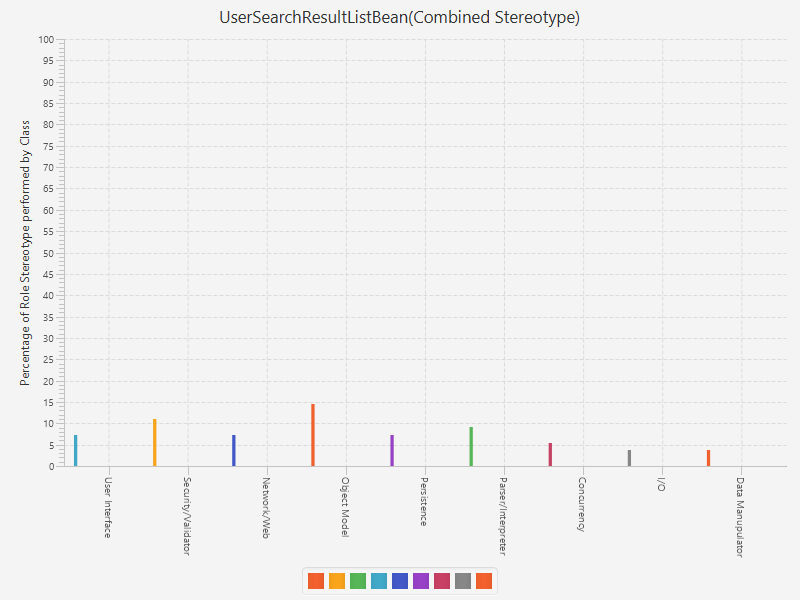 UserSearchResultListBean(Combined Stereotype)
Percentage of Role Stereotype performed by Class
100
95
90
85
80
75
70
65
60
55
50
45
40
35
30
25
20
15
10
5
0
User Interface
Security/Validator
Network/Web
Object Model
Persistence
Parser/Interpreter
Concurrency
I/O
Data Manupulator